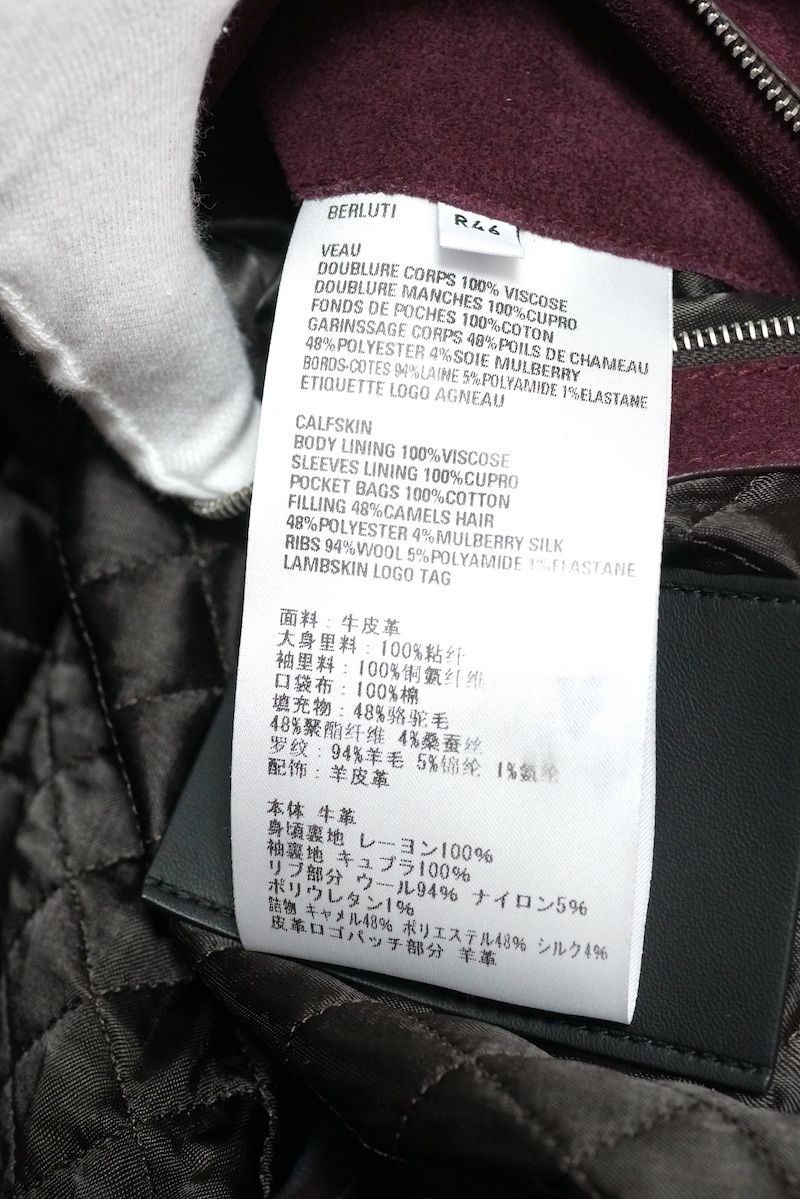 BERLUTI
R46
VEAU
DOUBLURE CORPS 100% VISCOSE
DOUBLURE MANCHES 100%CUPRO
FONDS DE POCHES 100%COTON
GARINSSAGE CORPS 48%POILS DE CHAMEAU
48%POLYESTER 4%SOIE MULBERRY
BORDS-COTES 94%LAINE 5%POLYAMIDE 1%ELASTANE
ETIQUETTE LOGO AGNEAU
CALFSKIN
BODY LINING 100%VISCOSE
SLEEVES LINING 100%CUPRO
POCKET BAGS 100%COTTON
FILLING 48%CAMELS HAIR
48%POLYESTER 4%MULBERRY SILK
RIBS 94%WOOL 5%POLYAMIDE 1%ELASTANE
LAMBSKIN LOGO TAG
面料：牛皮革
大身里料：100%粘纤
袖里料：100%铜氨纤维
口袋布：100%棉
填充物：48%骆驼毛
48%聚酯纤维 4%桑蚕丝
罗纹：94%羊毛 5%锦纶 1%氨纶
配饰：羊皮革
本体 牛革
身頃裏地 レーヨン100%
袖裏地 キュプラ100%
リブ部分 ウール94% ナイロン5%
ポリウレタン1%
詰物 キャメル48% ポリエステル48% シルク4%
皮革ロゴパッチ部分 羊革